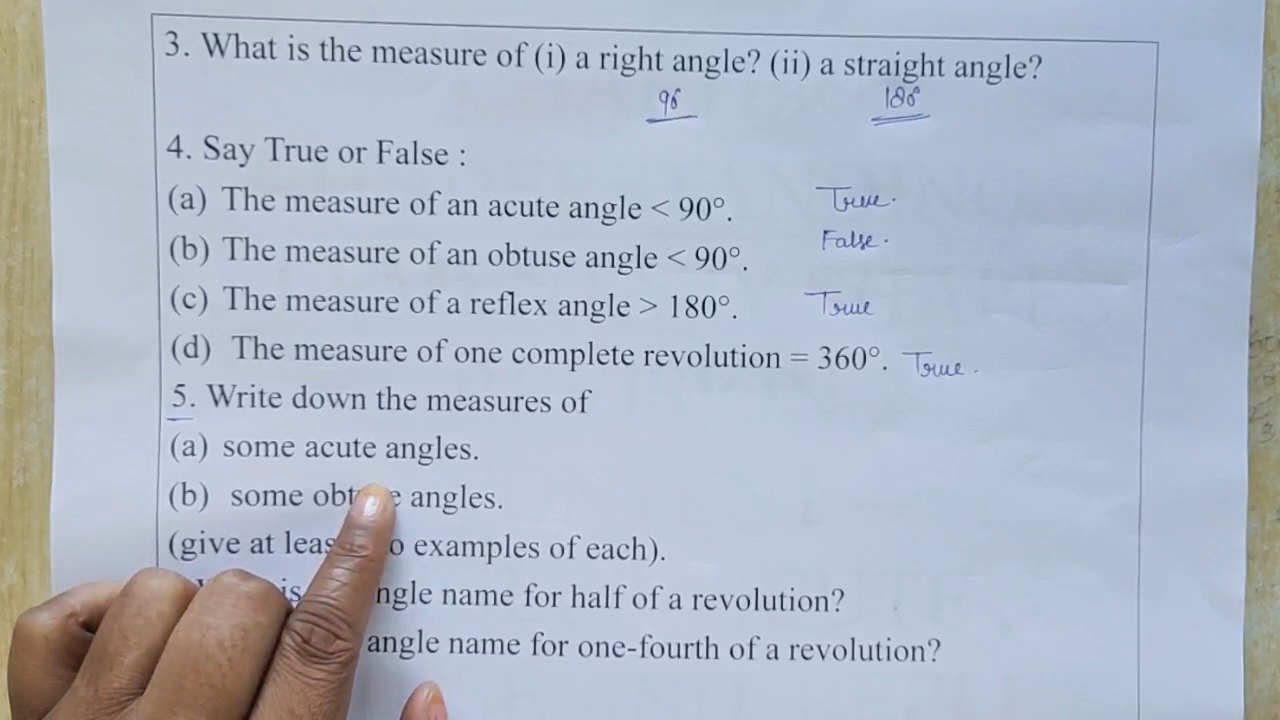 3. What is the measure of (i) a right angle? (ii) a straight angle?
90° 180°
4. Say True or False :
(a) The measure of an acute angle < 90°. True.
(b) The measure of an obtuse angle < 90°. False.
(c) The measure of a reflex angle > 180°. True
(d) The measure of one complete revolution = 360°. True.
5. Write down the measures of
(a) some acute angles.
(b) some angles.
(give at examples of each).
name for half of a revolution?
angle name for one-fourth of a revolution?